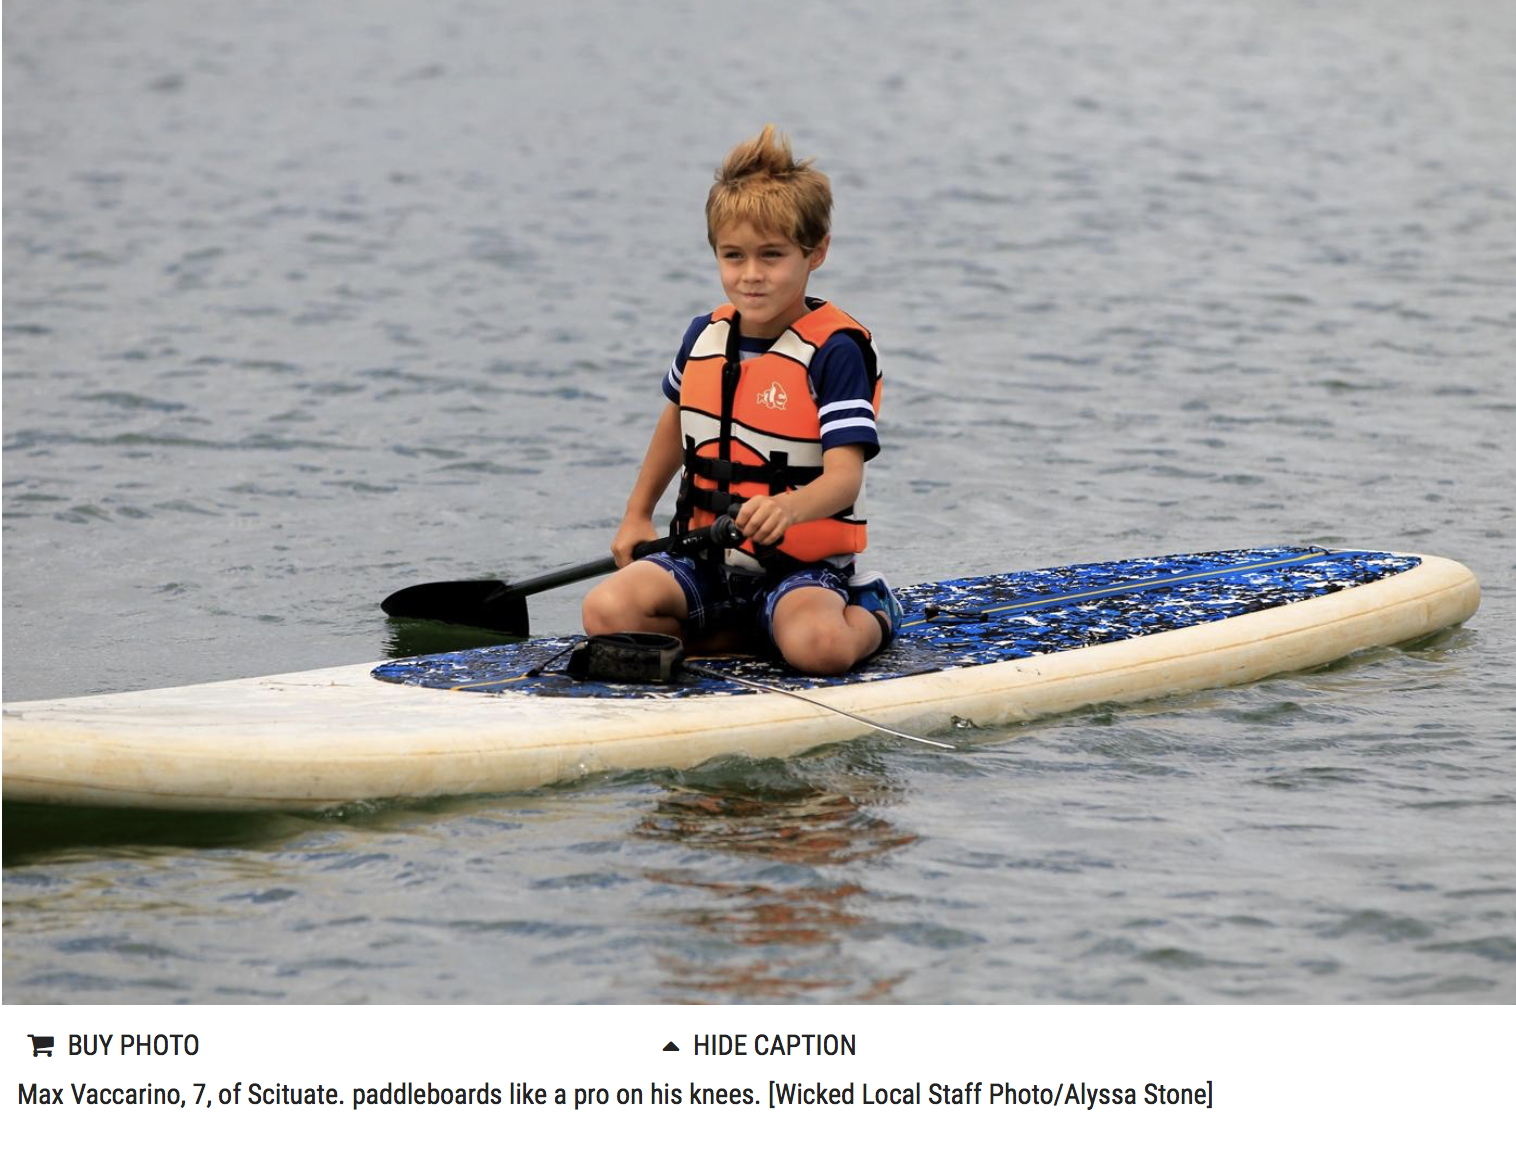 BUY PHOTO
HIDE CAPTION
Max Vaccarino, 7, of Scituate. paddleboards like a pro on his knees. [Wicked Local Staff Photo/Alyssa Stone]